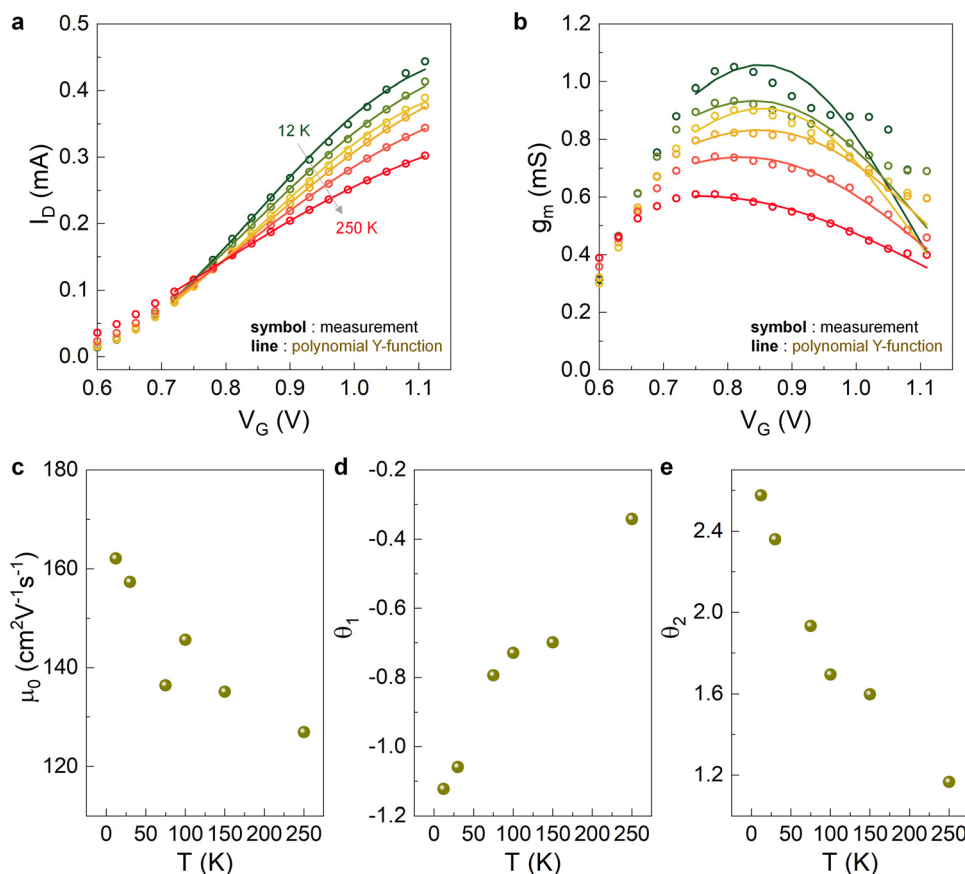 a
b
0.5
0.4
0.3
0.2
0.1
0.0
I_D (mA)
12 K
250 K
symbol : measurement
line : polynomial Y-function
0.6 0.7 0.8 0.9 1.0 1.1
V_G (V)
1.2
1.0
0.8
0.6
0.4
0.2
0.0
g_m (mS)
symbol : measurement
line : polynomial Y-function
0.6 0.7 0.8 0.9 1.0 1.1
V_G (V)
c
180
160
140
120
μ₀ (cm²V⁻¹s⁻¹)
0 50 100 150 200 250
T (K)
d
-0.2
-0.4
-0.6
-0.8
-1.0
-1.2
θ₁
0 50 100 150 200 250
T (K)
e
2.4
2.0
1.6
1.2
θ₂
0 50 100 150 200 250
T (K)